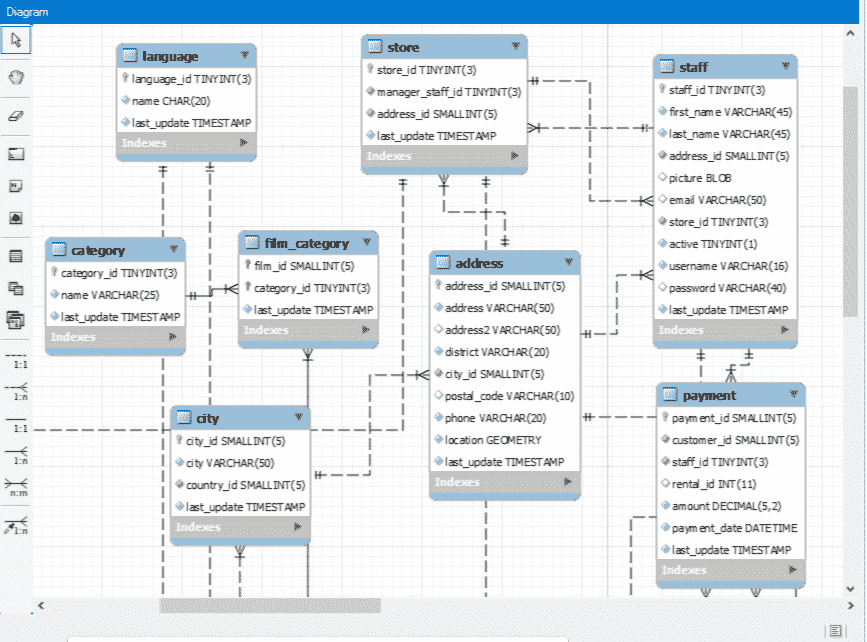 Diagram
language
language_id TINYINT(3)
name CHAR(20)
last_update TIMESTAMP
Indexes
store
store_id TINYINT(3)
manager_staff_id TINYINT(3)
address_id SMALLINT(5)
last_update TIMESTAMP
Indexes
staff
staff_id TINYINT(3)
first_name VARCHAR(45)
last_name VARCHAR(45)
address_id SMALLINT(5)
picture BLOB
email VARCHAR(50)
store_id TINYINT(3)
active TINYINT(1)
username VARCHAR(16)
password VARCHAR(40)
last_update TIMESTAMP
Indexes
category
category_id TINYINT(3)
name VARCHAR(25)
last_update TIMESTAMP
Indexes
film_category
film_id SMALLINT(5)
category_id TINYINT(3)
last_update TIMESTAMP
Indexes
address
address_id SMALLINT(5)
address VARCHAR(50)
address2 VARCHAR(50)
district VARCHAR(20)
city_id SMALLINT(5)
postal_code VARCHAR(10)
phone VARCHAR(20)
location GEOMETRY
last_update TIMESTAMP
Indexes
city
city_id SMALLINT(5)
city VARCHAR(50)
country_id SMALLINT(5)
last_update TIMESTAMP
Indexes
payment
payment_id SMALLINT(5)
customer_id SMALLINT(5)
staff_id TINYINT(3)
rental_id INT(11)
amount DECIMAL(5,2)
payment_date DATETIME
last_update TIMESTAMP
Indexes
1:1
1:n
1:1
1:n
n:m
1:n